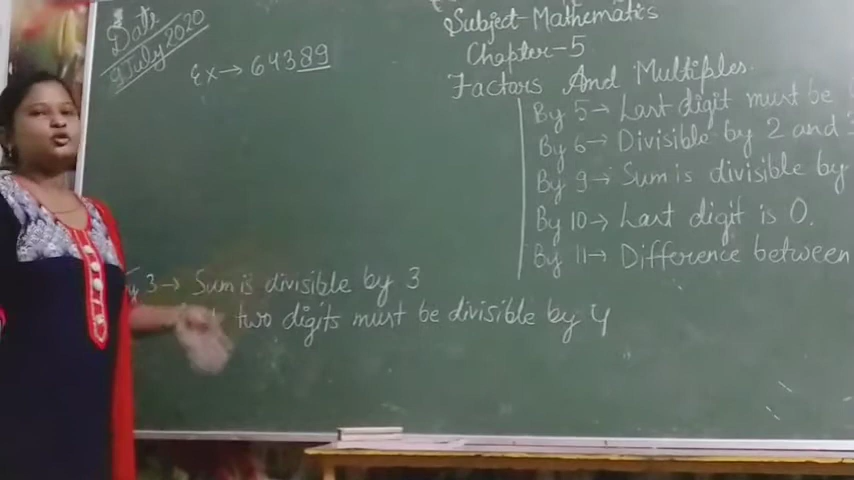 Date
9 July 2020
Ex → 64389
Subject - Mathematics
Chapter - 5
Factors And Multiples
By 5 → Last digit must be
By 6 → Divisible by 2 and 3
By 9 → Sum is divisible by
By 10 → Last digit is 0.
By 11 → Difference between
By 3 → Sum is divisible by 3
two digits must be divisible by 4